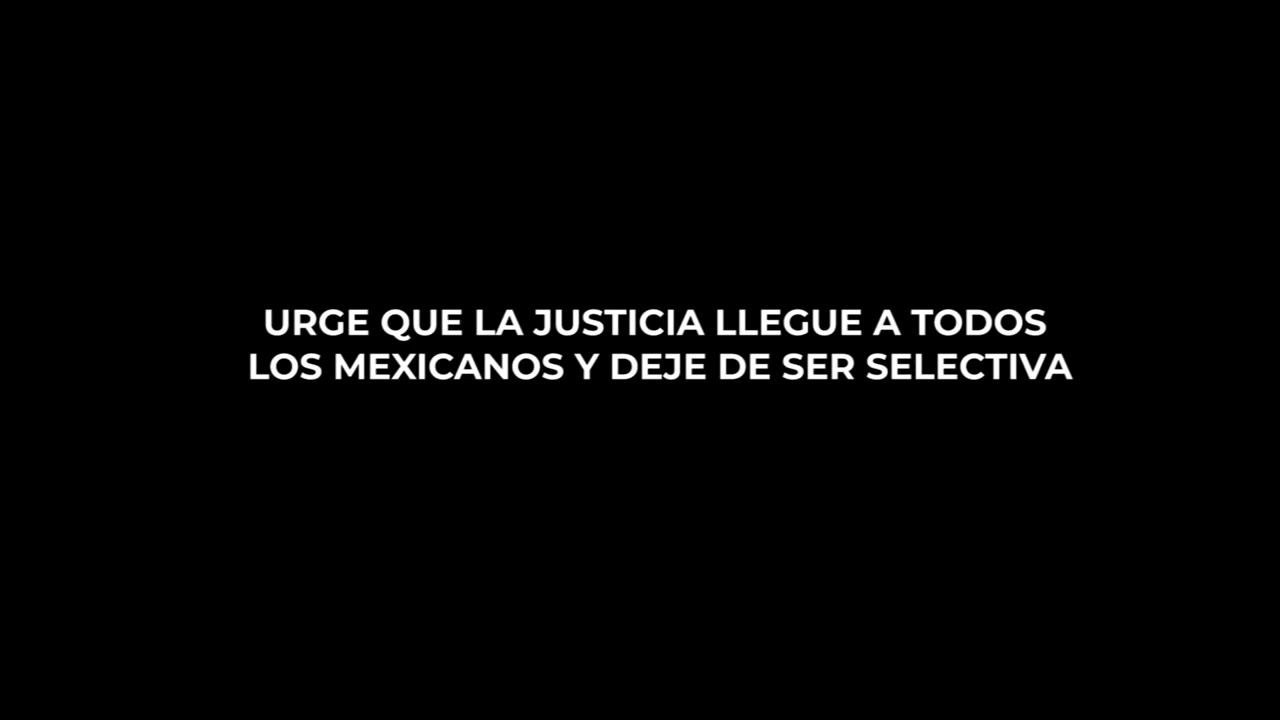 URGE QUE LA JUSTICIA LLEGUE A TODOS
LOS MEXICANOS Y DEJE DE SER SELECTIVA